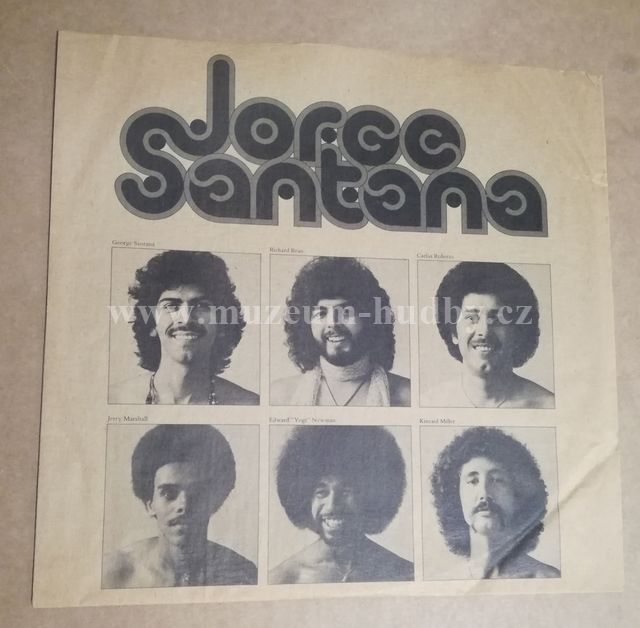 Jorge
Santana
George Santana
Richard Bean
Carlos Roberts
www.muzeum-hudby.cz
Jerry Marshall
Edward "Yogi" Newman
Kincaid Miller